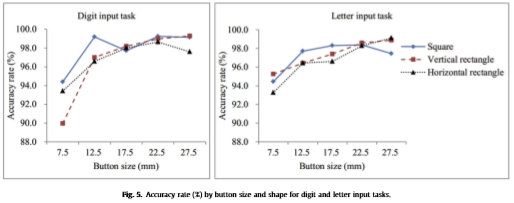 Digit input task
Accuracy rate (%)
100.0
98.0
96.0
94.0
92.0
90.0
88.0
7.5 12.5 17.5 22.5 27.5
Button size (mm)
Letter input task
Accuracy rate (%)
100.0
98.0
96.0
94.0
92.0
90.0
88.0
7.5 12.5 17.5 22.5 27.5
Button size (mm)
Square
Vertical rectangle
Horizontal rectangle
Fig. 5. Accuracy rate (%) by button size and shape for digit and letter input tasks.